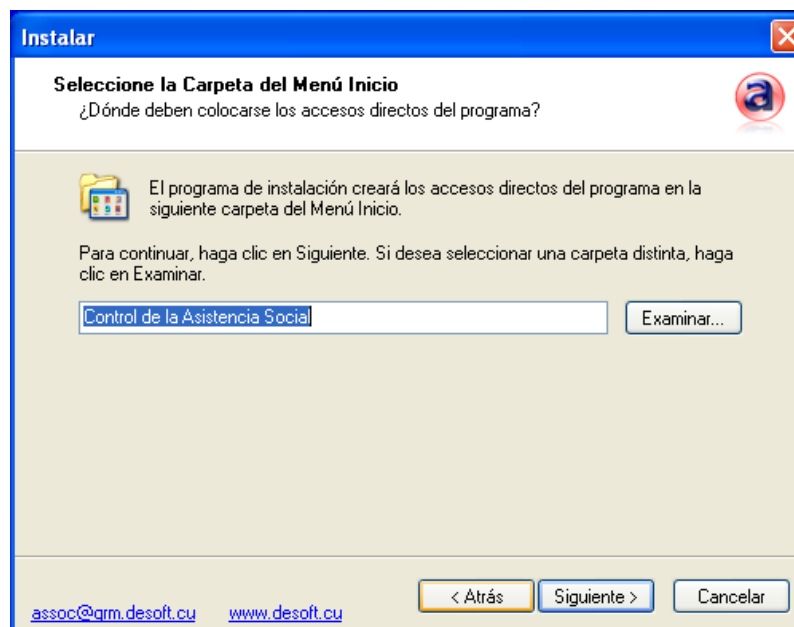 Instalar
Seleccione la Carpeta del Menú Inicio
¿Dónde deben colocarse los accesos directos del programa?
a
El programa de instalación creará los accesos directos del programa en la
siguiente carpeta del Menú Inicio.
Para continuar, haga clic en Siguiente. Si desea seleccionar una carpeta distinta, haga
clic en Examinar.
Control de la Asistencia Social
Examinar...
< Atrás
Siguiente >
Cancelar
assoc@grm.desoft.cu
www.desoft.cu